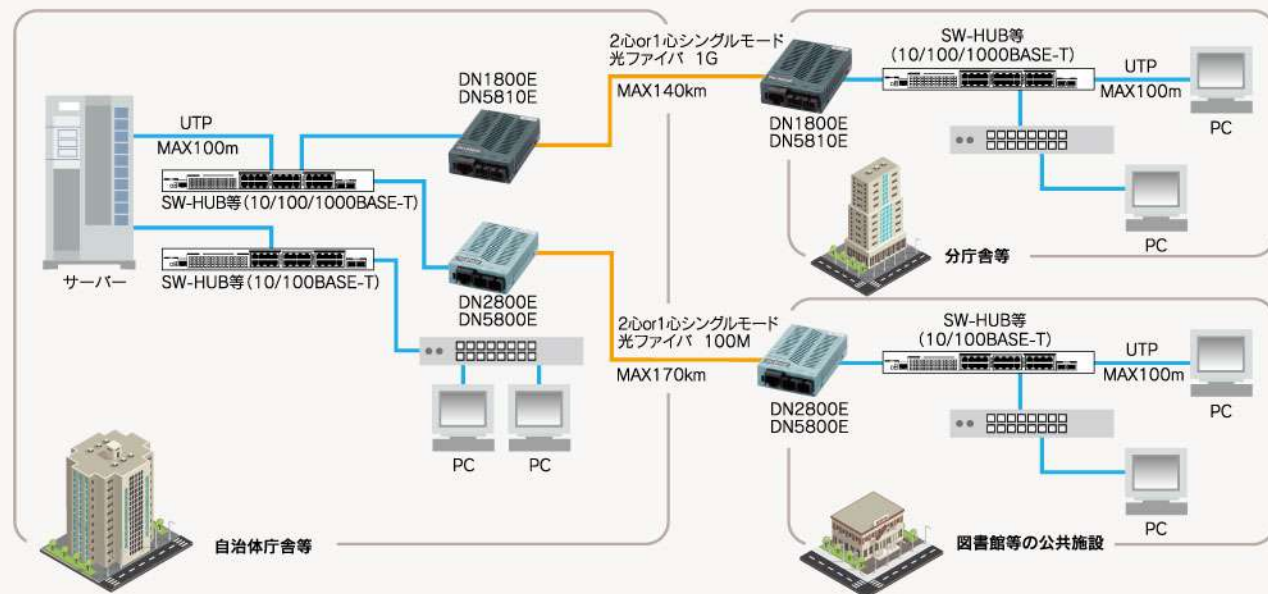 サーバー
UTP
MAX100m
SW-HUB等(10/100/1000BASE-T)
SW-HUB等(10/100BASE-T)
DN1800E
DN5810E
DN2800E
DN5800E
PC
PC
自治体庁舎等
2心or1心シングルモード
光ファイバ 1G
MAX140km
2心or1心シングルモード
光ファイバ 100M
MAX170km
DN1800E
DN5810E
SW-HUB等
(10/100/1000BASE-T)
UTP
MAX100m
PC
PC
分庁舎等
DN2800E
DN5800E
SW-HUB等
(10/100BASE-T)
UTP
MAX100m
PC
PC
図書館等の公共施設